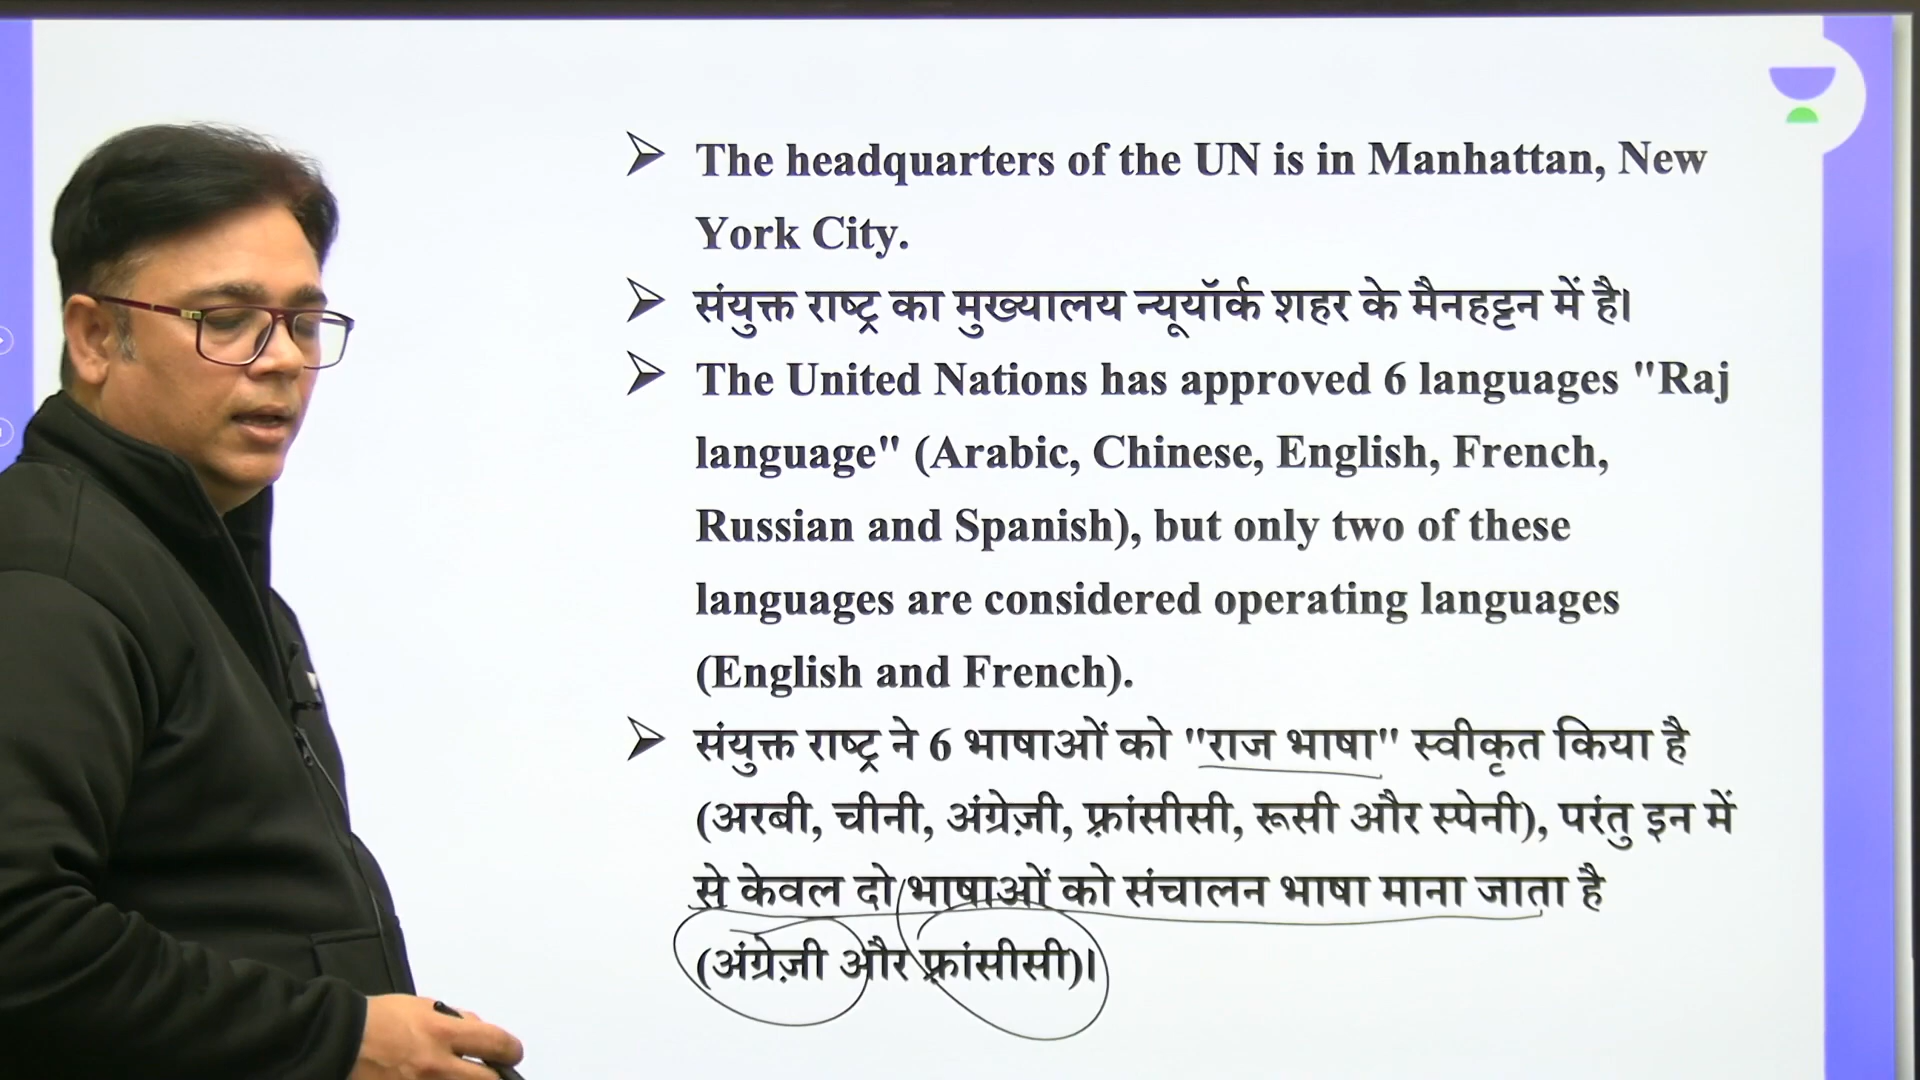 The headquarters of the UN is in Manhattan, New
York City.
संयुक्त राष्ट्र का मुख्यालय न्यूयॉर्क शहर के मैनहट्टन में है।
The United Nations has approved 6 languages "Raj
language" (Arabic, Chinese, English, French,
Russian and Spanish), but only two of these
languages are considered operating languages
(English and French).
संयुक्त राष्ट्र ने 6 भाषाओं को "राज भाषा" स्वीकृत किया है
(अरबी, चीनी, अंग्रेज़ी, फ़्रांसीसी, रूसी और स्पेनी), परंतु इन में
से केवल दो भाषाओं को संचालन भाषा माना जाता है
(अंग्रेज़ी और फ़्रांसीसी)।